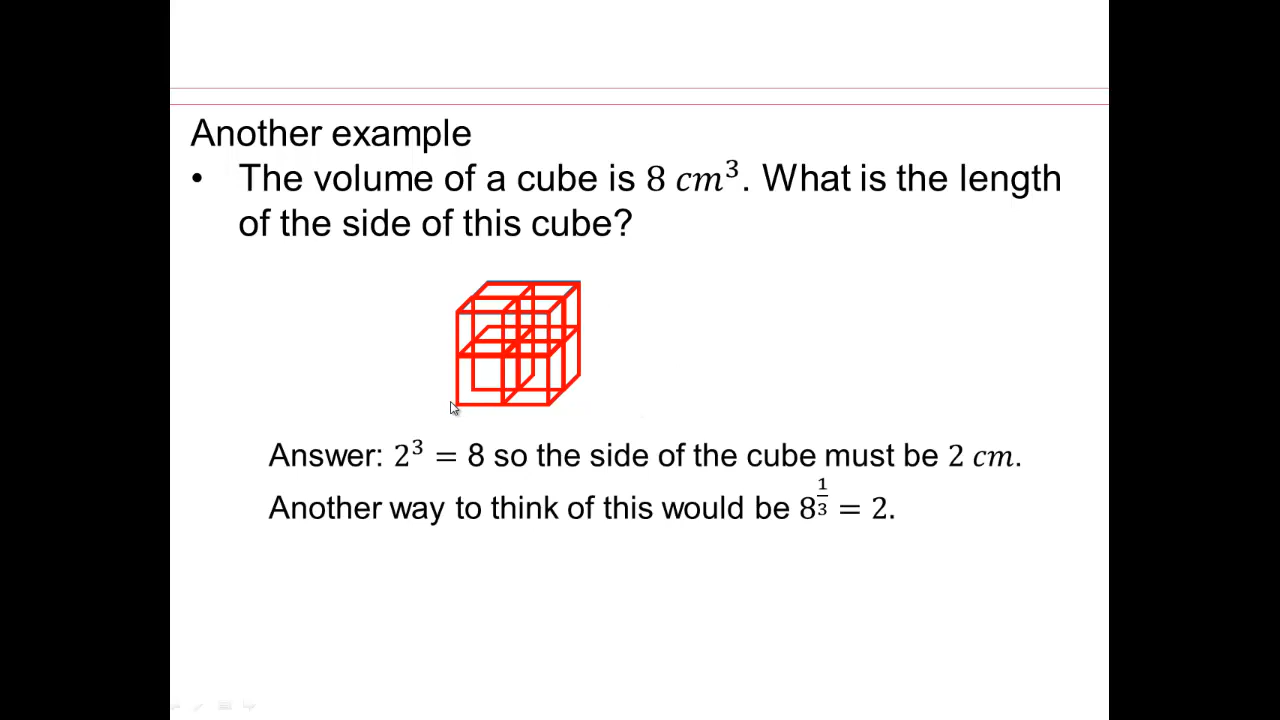 Another example
• The volume of a cube is 8 cm³. What is the length
of the side of this cube?
Answer: 2³ = 8 so the side of the cube must be 2 cm.
Another way to think of this would be 8^(1/3) = 2.